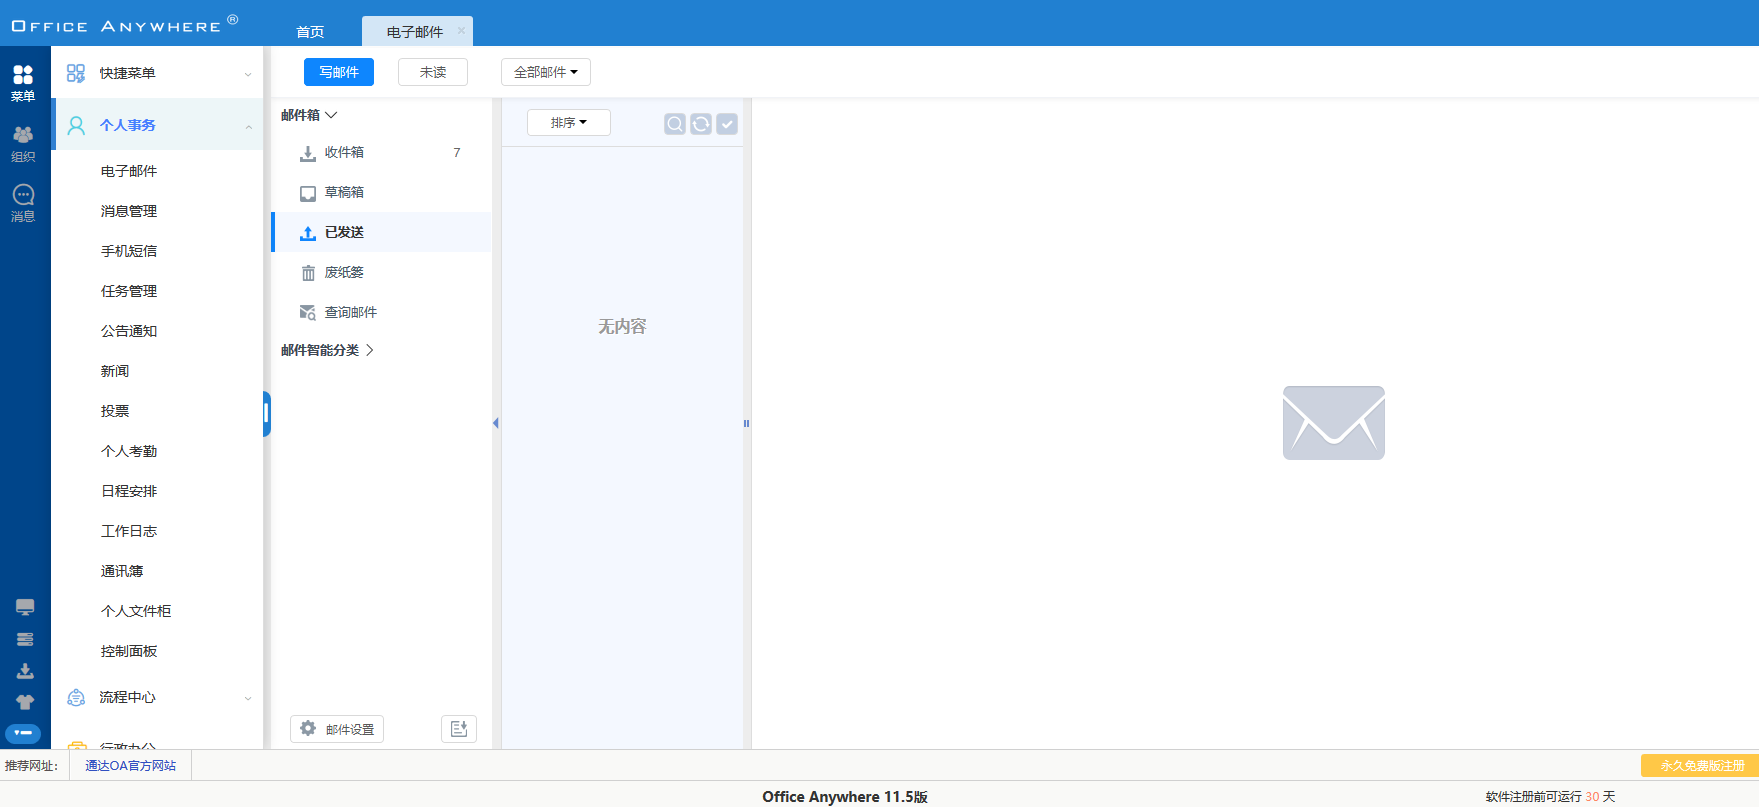 OFFICE ANYWHERE ®
首页
电子邮件 ×
菜单
组织
消息
快捷菜单
个人事务
电子邮件
消息管理
手机短信
任务管理
公告通知
新闻
投票
个人考勤
日程安排
工作日志
通讯簿
个人文件柜
控制面板
流程中心
行政办公
写邮件
未读
全部邮件
邮件箱
收件箱 7
草稿箱
已发送
废纸篓
查询邮件
邮件智能分类
邮件设置
排序
无内容
推荐网址:
通达OA官方网站
永久免费版注册
Office Anywhere 11.5版
软件注册前可运行 30 天